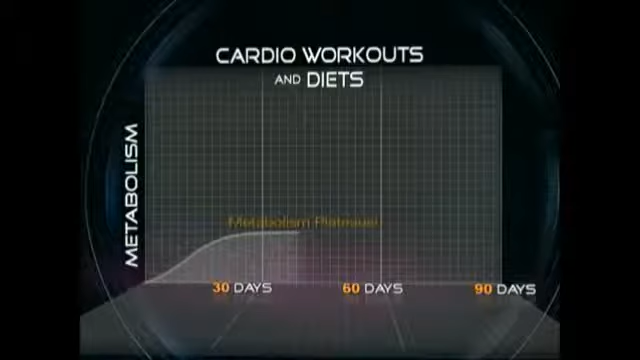 CARDIO WORKOUTS
AND DIETS
METABOLISM
Metabolism Plateaus!
30 DAYS
60 DAYS
90 DAYS